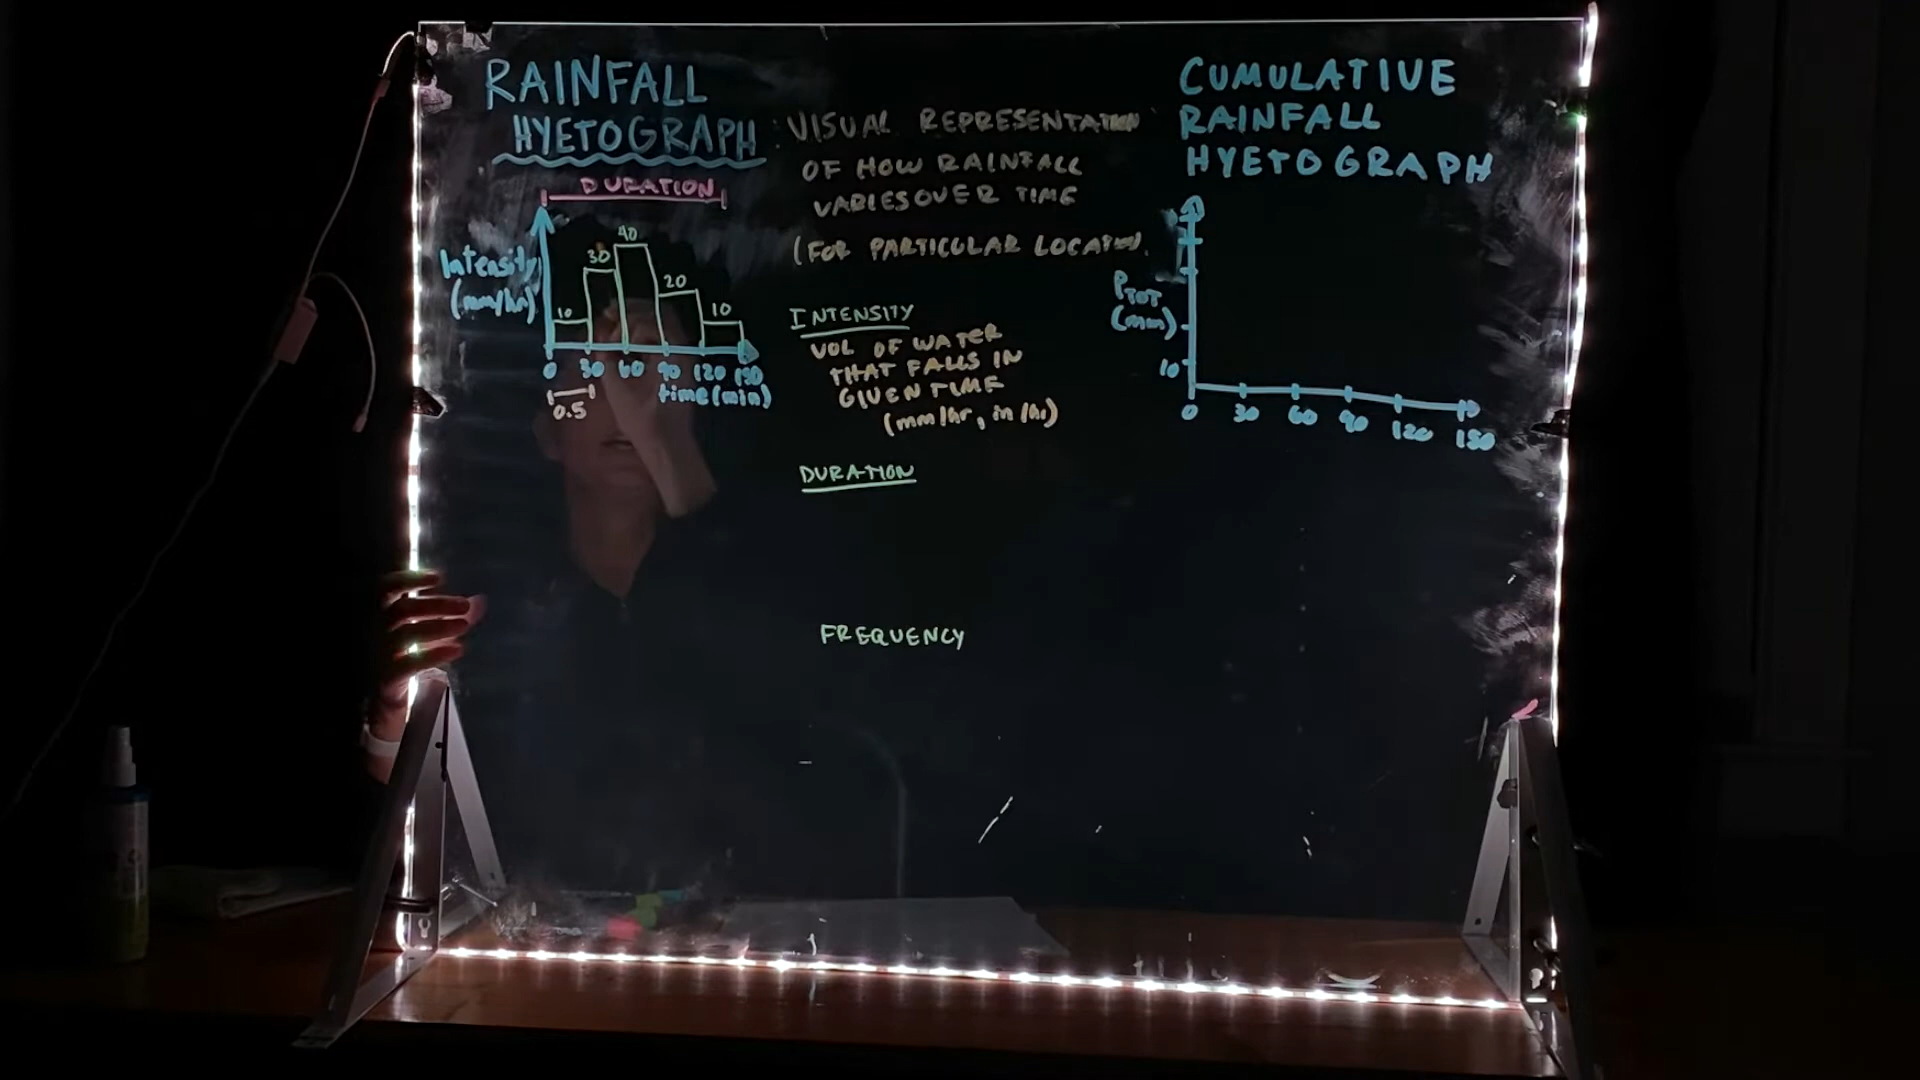 RAINFALL
HYETOGRAPH
: VISUAL REPRESENTATION
OF HOW RAINFALL
VARIES OVER TIME
(FOR PARTICULAR LOCATION)
DURATION
Intensity
(mm/hr)
10
30
40
20
10
0 30 60 90 120 150
time (min)
0.5
INTENSITY
VOL OF WATER
THAT FALLS IN
GIVEN TIME
(mm/hr, in/hr)
DURATION
FREQUENCY
CUMULATIVE
RAINFALL
HYETOGRAPH
PTOT
(mm)
10
0 30 60 90 120 150